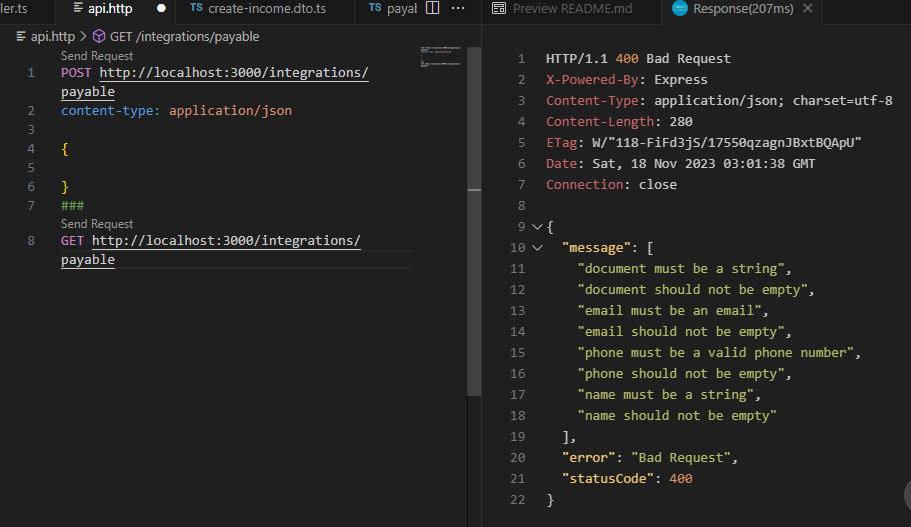 ler.ts
api.http
TS create-income.dto.ts
TS payal
...
api.http > GET /integrations/payable
Send Request
1 POST http://localhost:3000/integrations/
payable
2 content-type: application/json
3
4 {
5
6 }
7 ###
Send Request
8 GET http://localhost:3000/integrations/
payable
Preview README.md
Response(207ms)
1 HTTP/1.1 400 Bad Request
2 X-Powered-By: Express
3 Content-Type: application/json; charset=utf-8
4 Content-Length: 280
5 ETag: W/"118-FiFd3jS/17550qzagnJBxtBQApU"
6 Date: Sat, 18 Nov 2023 03:01:38 GMT
7 Connection: close
8
9 {
10 "message": [
11 "document must be a string",
12 "document should not be empty",
13 "email must be an email",
14 "email should not be empty",
15 "phone must be a valid phone number",
16 "phone should not be empty",
17 "name must be a string",
18 "name should not be empty"
19 ],
20 "error": "Bad Request",
21 "statusCode": 400
22 }